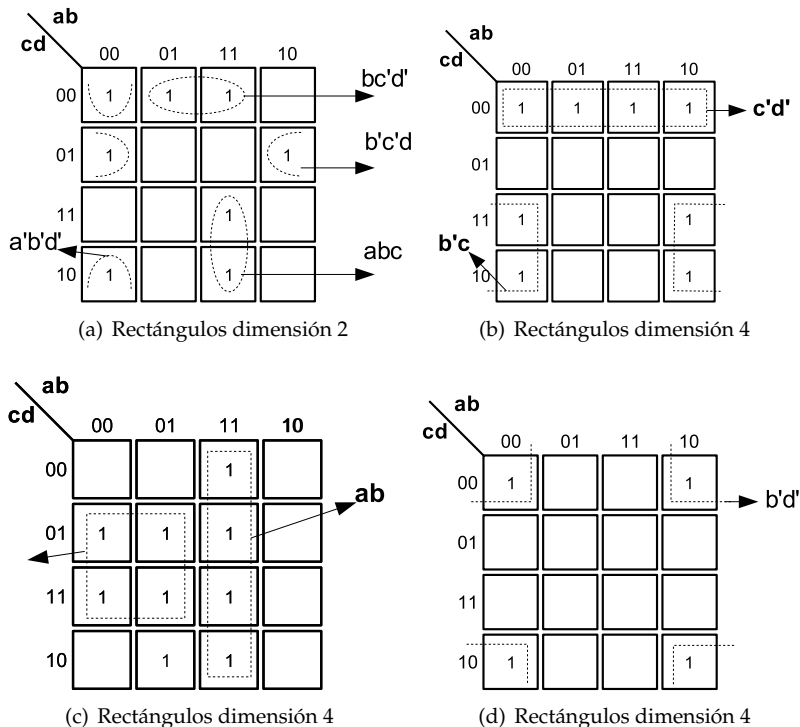 ab
cd
00 01 11 10
00 1 1 1 bc'd'
01 1 1 b'c'd
11 1
a'b'd'
10 1 1 abc
(a) Rectángulos dimensión 2
ab
cd
00 01 11 10
00 1 1 1 1 c'd'
01
11 1 1
b'c
10 1 1
(b) Rectángulos dimensión 4
ab
cd
00 01 11 10
00 1
ab
01 1 1 1
11 1 1 1
10 1 1
(c) Rectángulos dimensión 4
ab
cd
00 01 11 10
00 1 1 b'd'
01
11
10 1 1
(d) Rectángulos dimensión 4